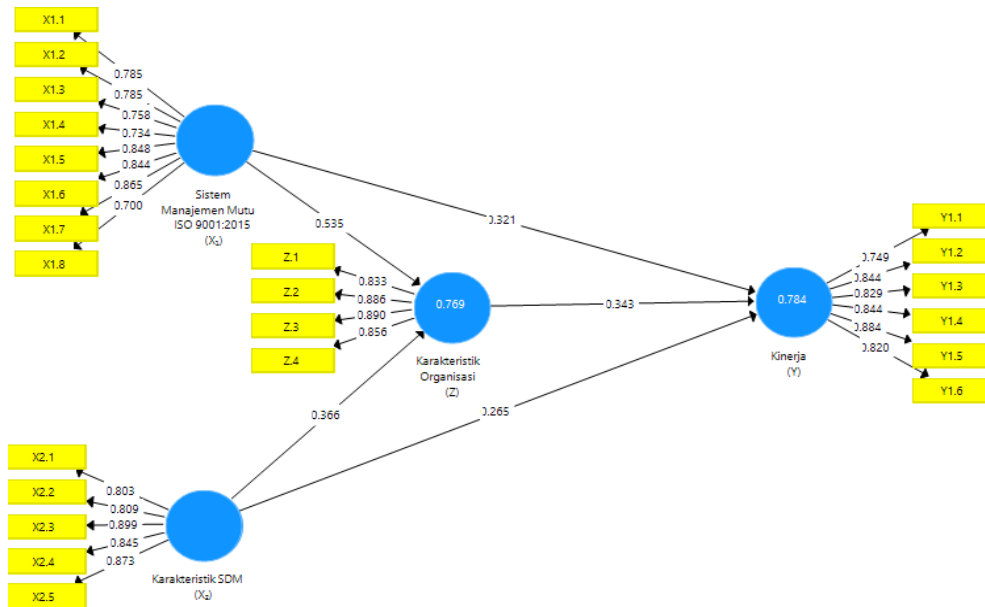 X1.1
X1.2
X1.3
X1.4
X1.5
X1.6
X1.7
X1.8
0.785
0.785
0.758
0.734
0.848
0.844
0.865
0.700
Sistem
Manajemen Mutu
ISO 9001:2015
(X₁)
0.535
0.321
Z.1
Z.2
Z.3
Z.4
0.833
0.886
0.890
0.856
0.769
Karakteristik
Organisasi
(Z)
0.343
0.784
Kinerja
(Y)
0.749
0.844
0.829
0.844
0.884
0.820
Y1.1
Y1.2
Y1.3
Y1.4
Y1.5
Y1.6
0.366
0.265
X2.1
X2.2
X2.3
X2.4
X2.5
0.803
0.809
0.899
0.845
0.873
Karakteristik SDM
(X₂)